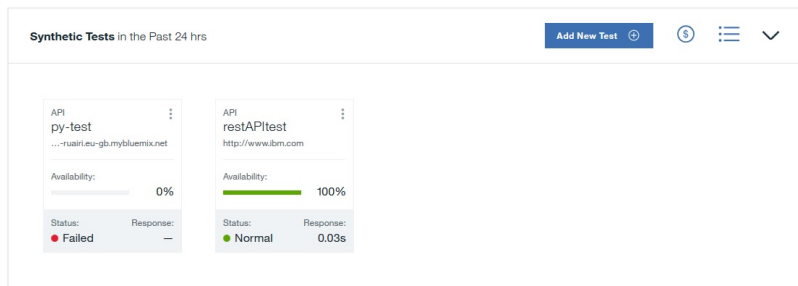 Synthetic Tests in the Past 24 hrs
Add New Test
$
API
py-test
...-ruairi.eu-gb.mybluemix.net
Availability:
0%
Status: Response:
Failed —
API
restAPItest
http://www.ibm.com
Availability:
100%
Status: Response:
Normal 0.03s